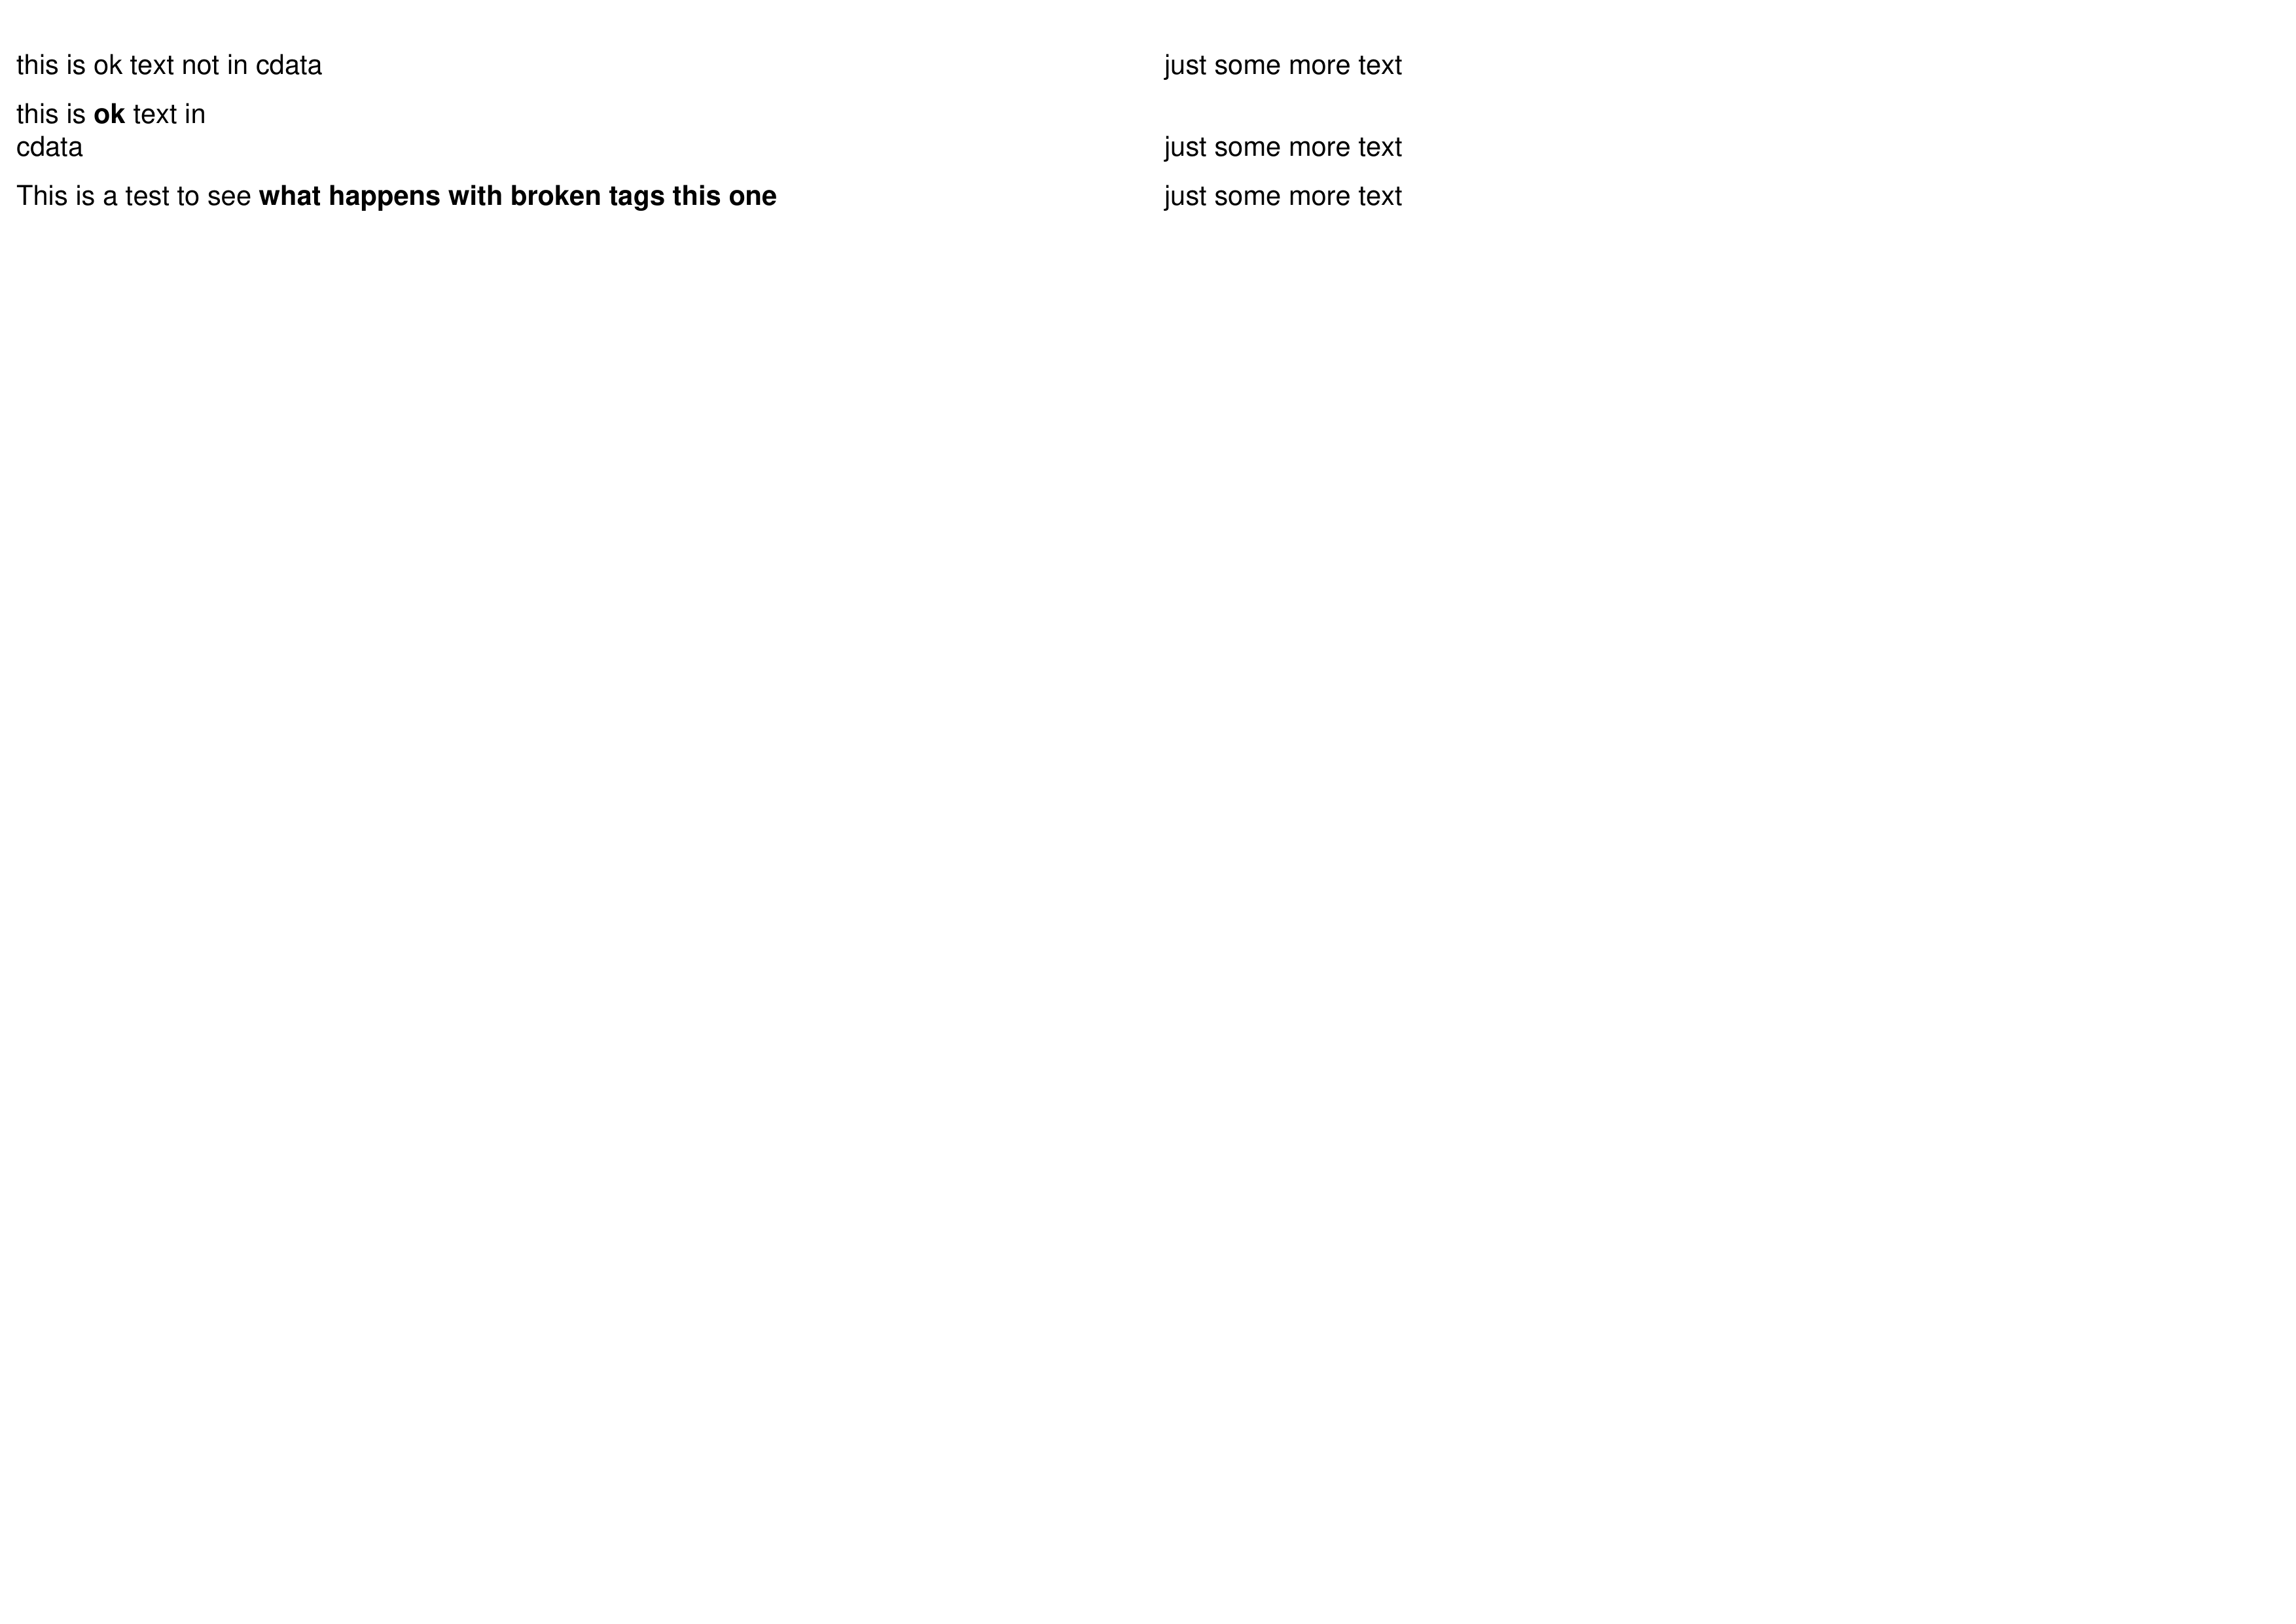 this is ok text not in cdata just some more text
this is ok text in
cdata just some more text
This is a test to see what happens with broken tags this one just some more text